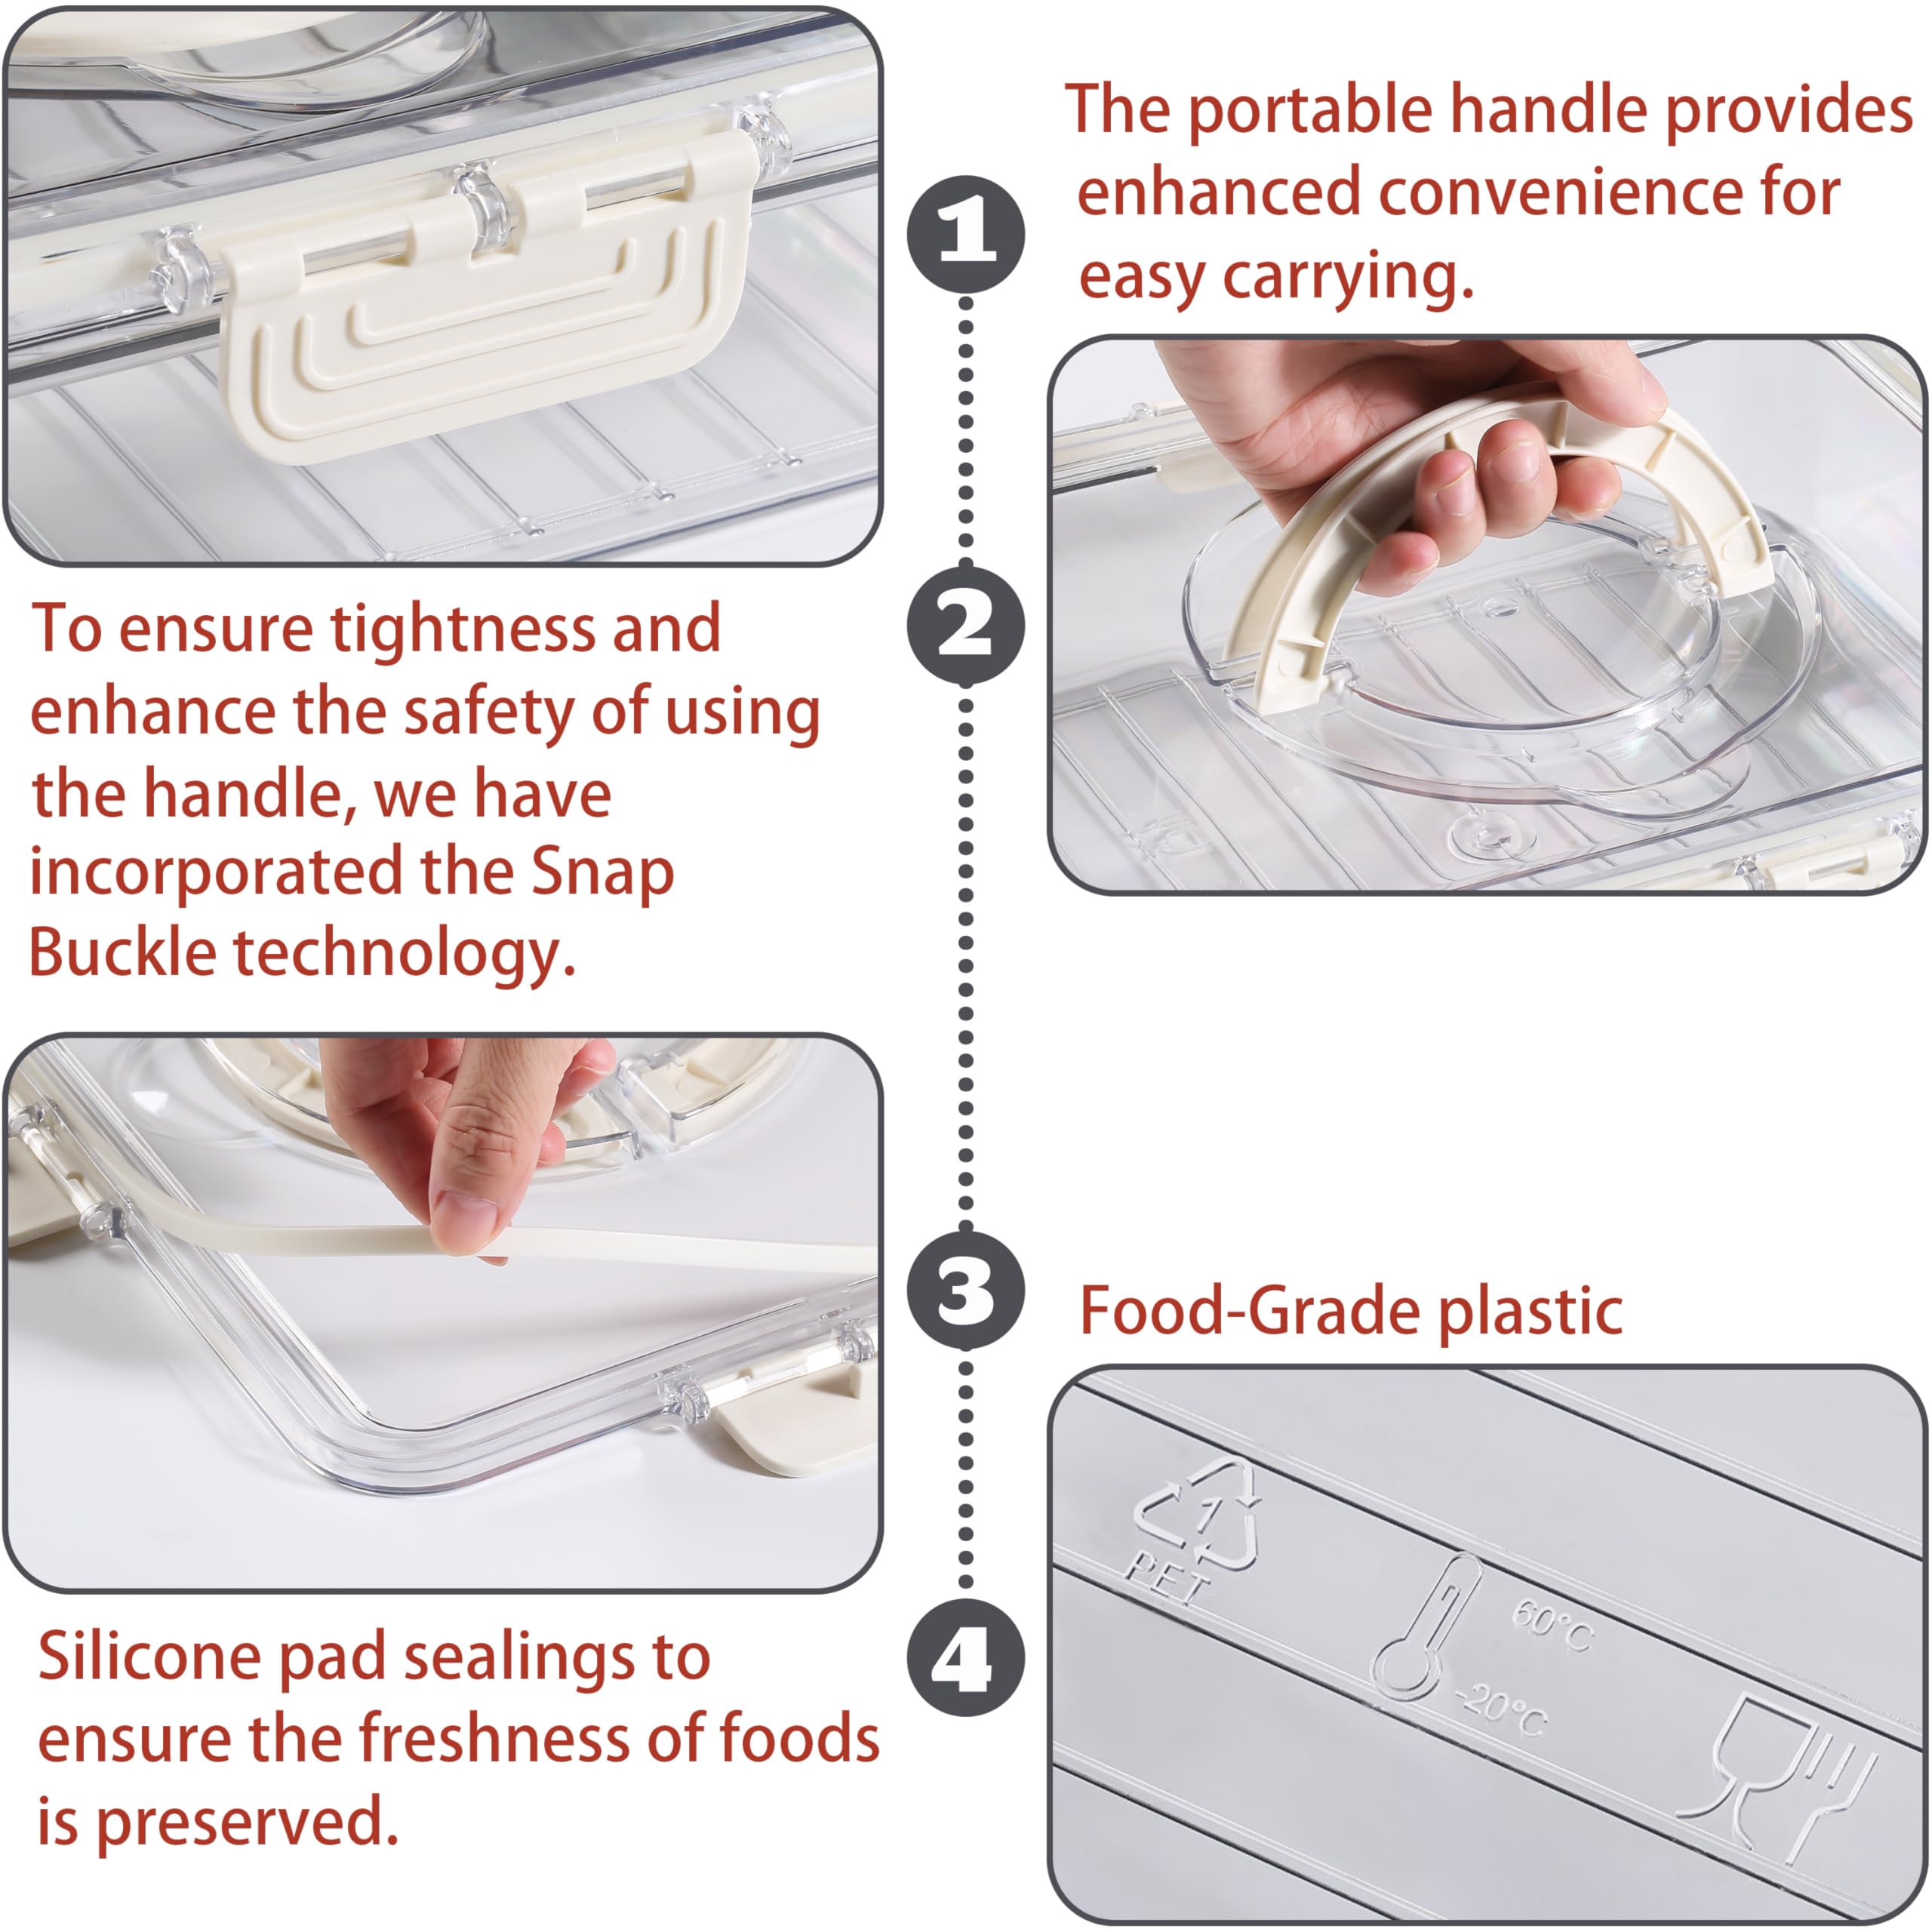 1
The portable handle provides
enhanced convenience for
easy carrying.
2
To ensure tightness and
enhance the safety of using
the handle, we have
incorporated the Snap
Buckle technology.
3
Food-Grade plastic
1
PET
60°C
-20°C
4
Silicone pad sealings to
ensure the freshness of foods
is preserved.